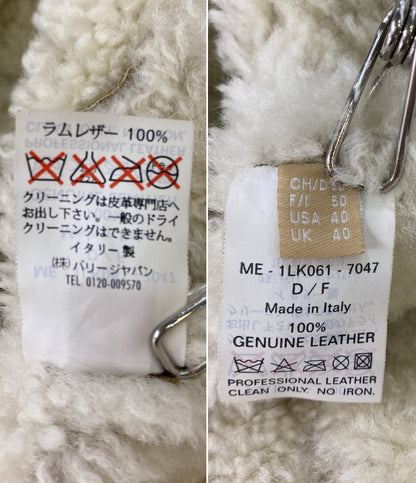 ラムレザー 100%
クリーニングは皮革専門店へ
お出し下さい。一般のドライ
クリーニングはできません。
イタリー 製
(株) バリージャパン
TEL 0120-009570
CH/D 50
F/I 50
USA 40
UK 40
ME - 1LK061 - 7047
D / F
Made in Italy
100%
GENUINE LEATHER
PROFESSIONAL LEATHER
CLEAN ONLY. NO IRON.